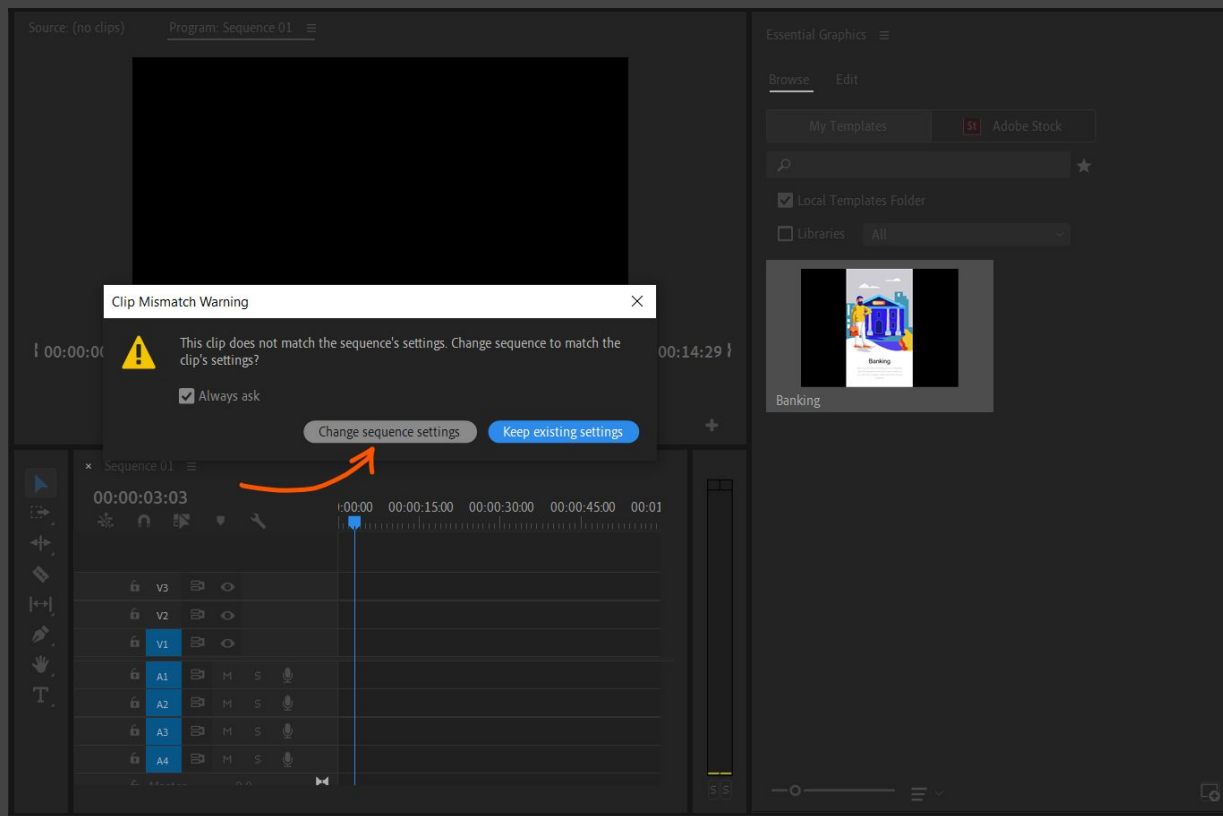 Source: (no clips)
Program: Sequence 01
Essential Graphics
Browse
Edit
My Templates
St Adobe Stock
Local Templates Folder
Libraries
All
Banking
Banking
Clip Mismatch Warning
This clip does not match the sequence's settings. Change sequence to match the
clip's settings?
Always ask
Change sequence settings
Keep existing settings
00:14:29
Sequence 01
00:00:03:03
:00:00 00:00:15:00 00:00:30:00 00:00:45:00 00:01
V3
V2
V1
A1 M S
A2 M S
A3 M S
A4 M S
S S
T